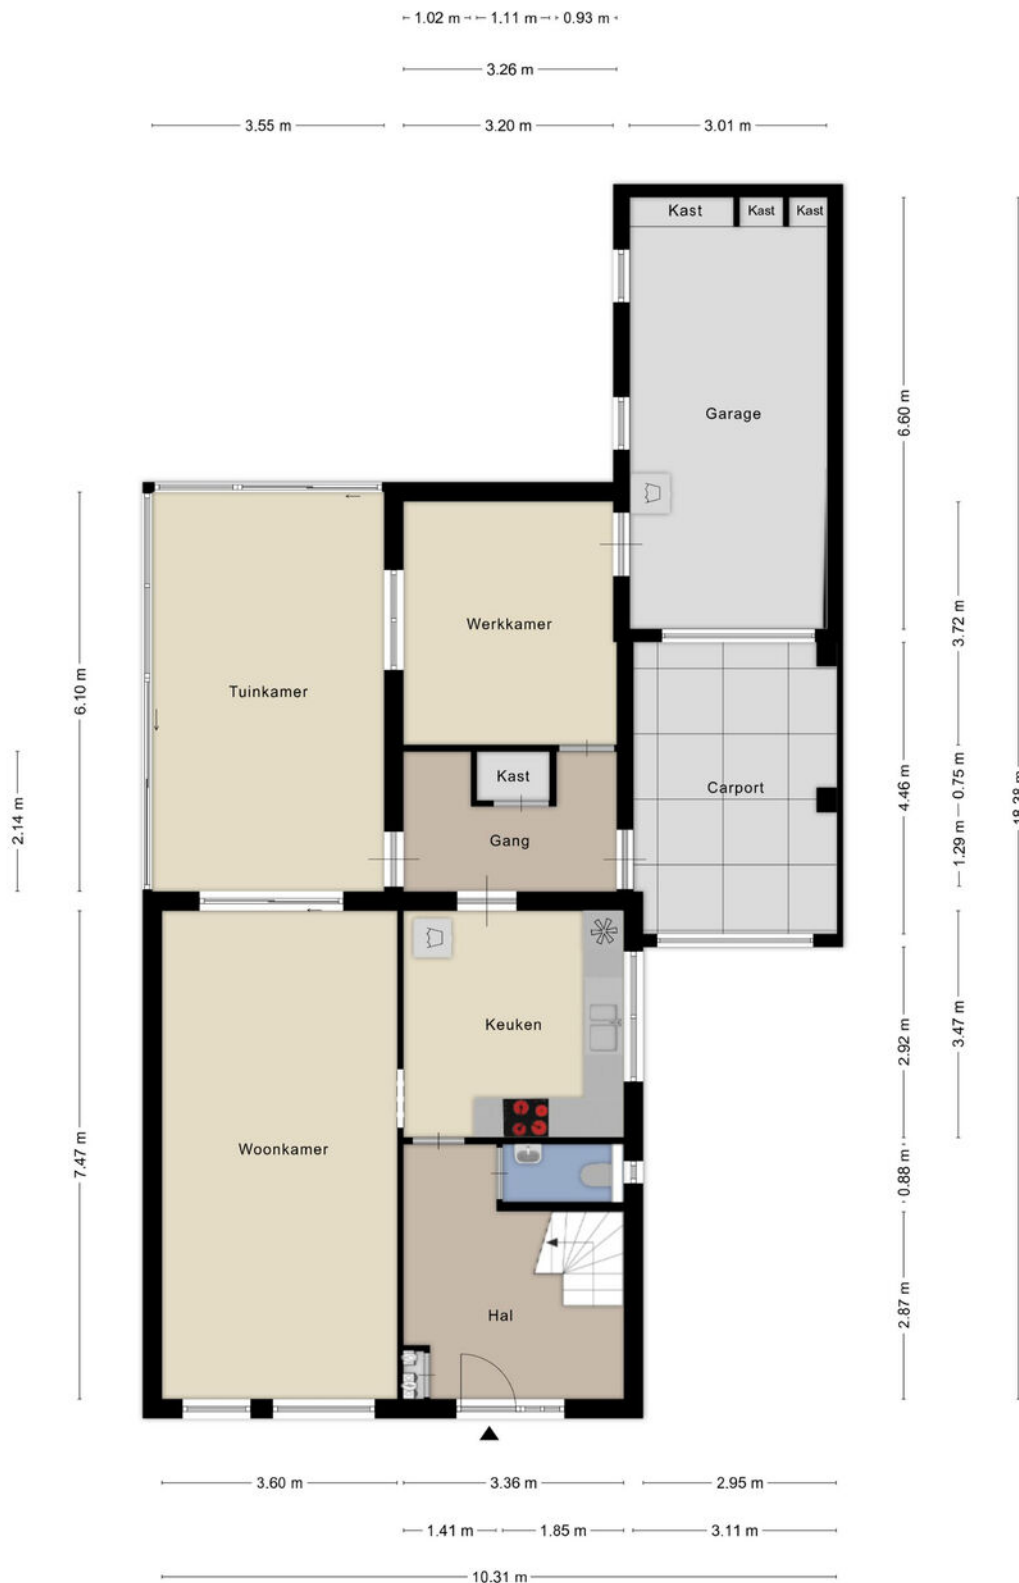 1.02 m 1.11 m 0.93 m
3.26 m
3.55 m 3.20 m 3.01 m
Kast Kast Kast
Garage
6.60 m
Werkkamer
3.72 m
Tuinkamer
6.10 m
Kast
Carport
0.75 m
4.46 m
18.38 m
2.14 m
Gang
1.29 m
Keuken
2.92 m
3.47 m
Woonkamer
7.47 m
0.88 m
Hal
2.87 m
3.60 m 3.36 m 2.95 m
1.41 m 1.85 m 3.11 m
10.31 m